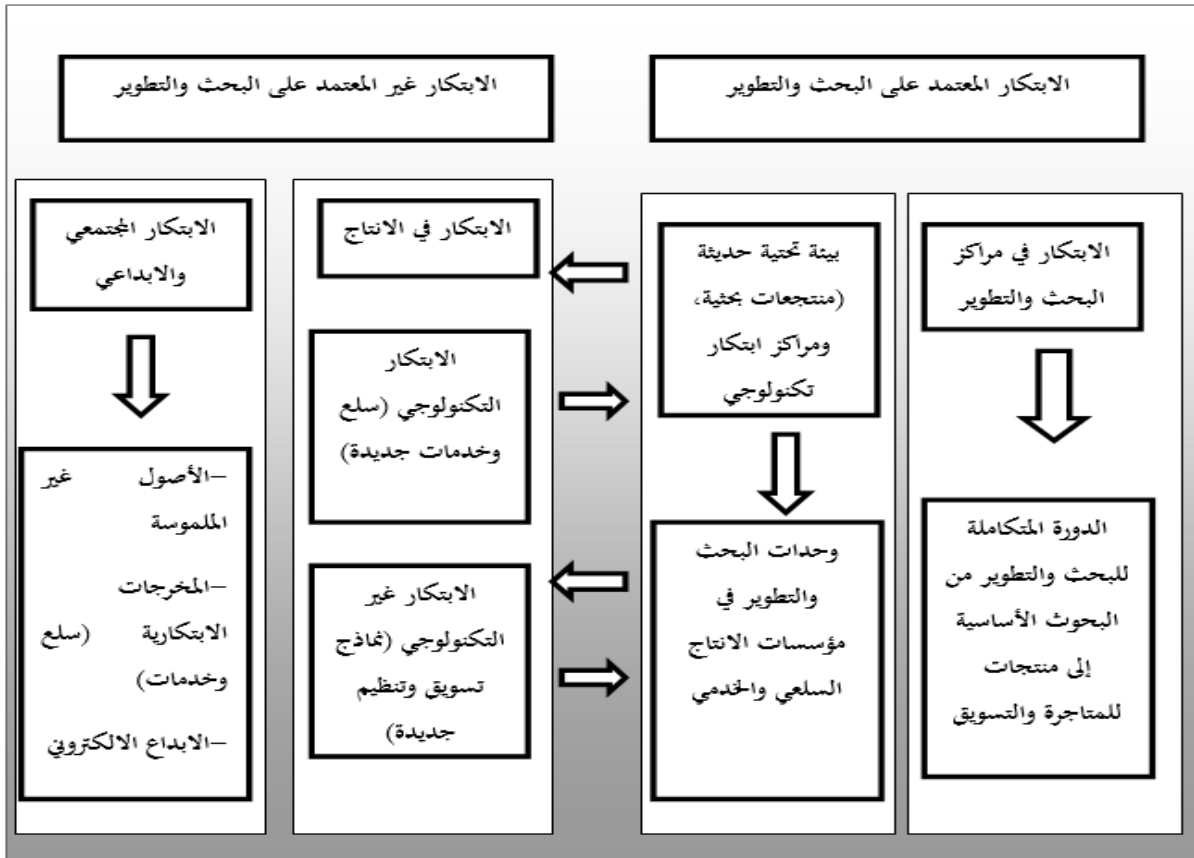 الابتكار المعتمد على البحث والتطوير
الابتكار غير المعتمد على البحث والتطوير
الابتكار في مراكز
البحث والتطوير
الدورة المتكاملة
للبحث والتطوير من
البحوث الأساسية
إلى منتجات
للمتاجرة والتسويق
بيئة تحتية حديثة
(منتجعات بحثية،
ومراكز ابتكار
تكنولوجي
وحدات البحث
والتطوير في
مؤسسات الانتاج
السلعي والخدمي
الابتكار في الانتاج
الابتكار
التكنولوجي (سلع
وخدمات جديدة)
الابتكار غير
التكنولوجي (نماذج
تسويق وتنظيم
جديدة)
الابتكار المجتمعي
والابداعي
–الأصول غير
الملموسة
–المخرجات
الابتكارية (سلع
وخدمات)
–الابداع الالكتروني